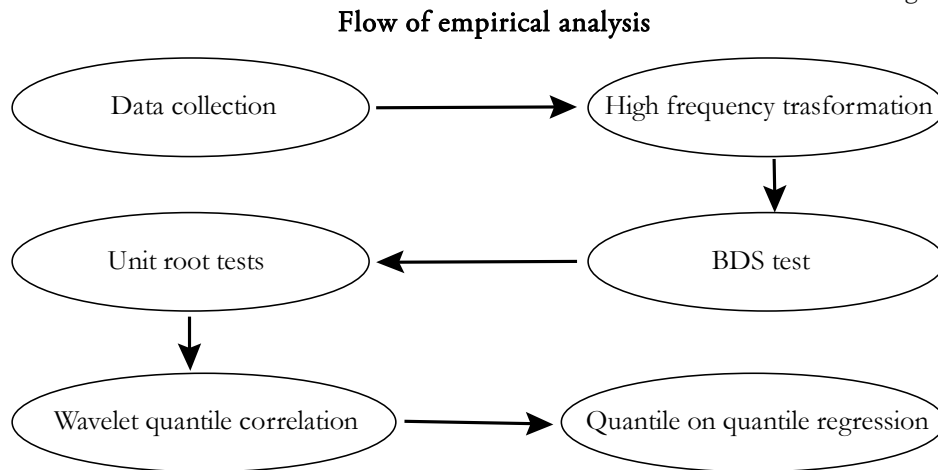 Flow of empirical analysis
Data collection
High frequency trasformation
BDS test
Unit root tests
Wavelet quantile correlation
Quantile on quantile regression